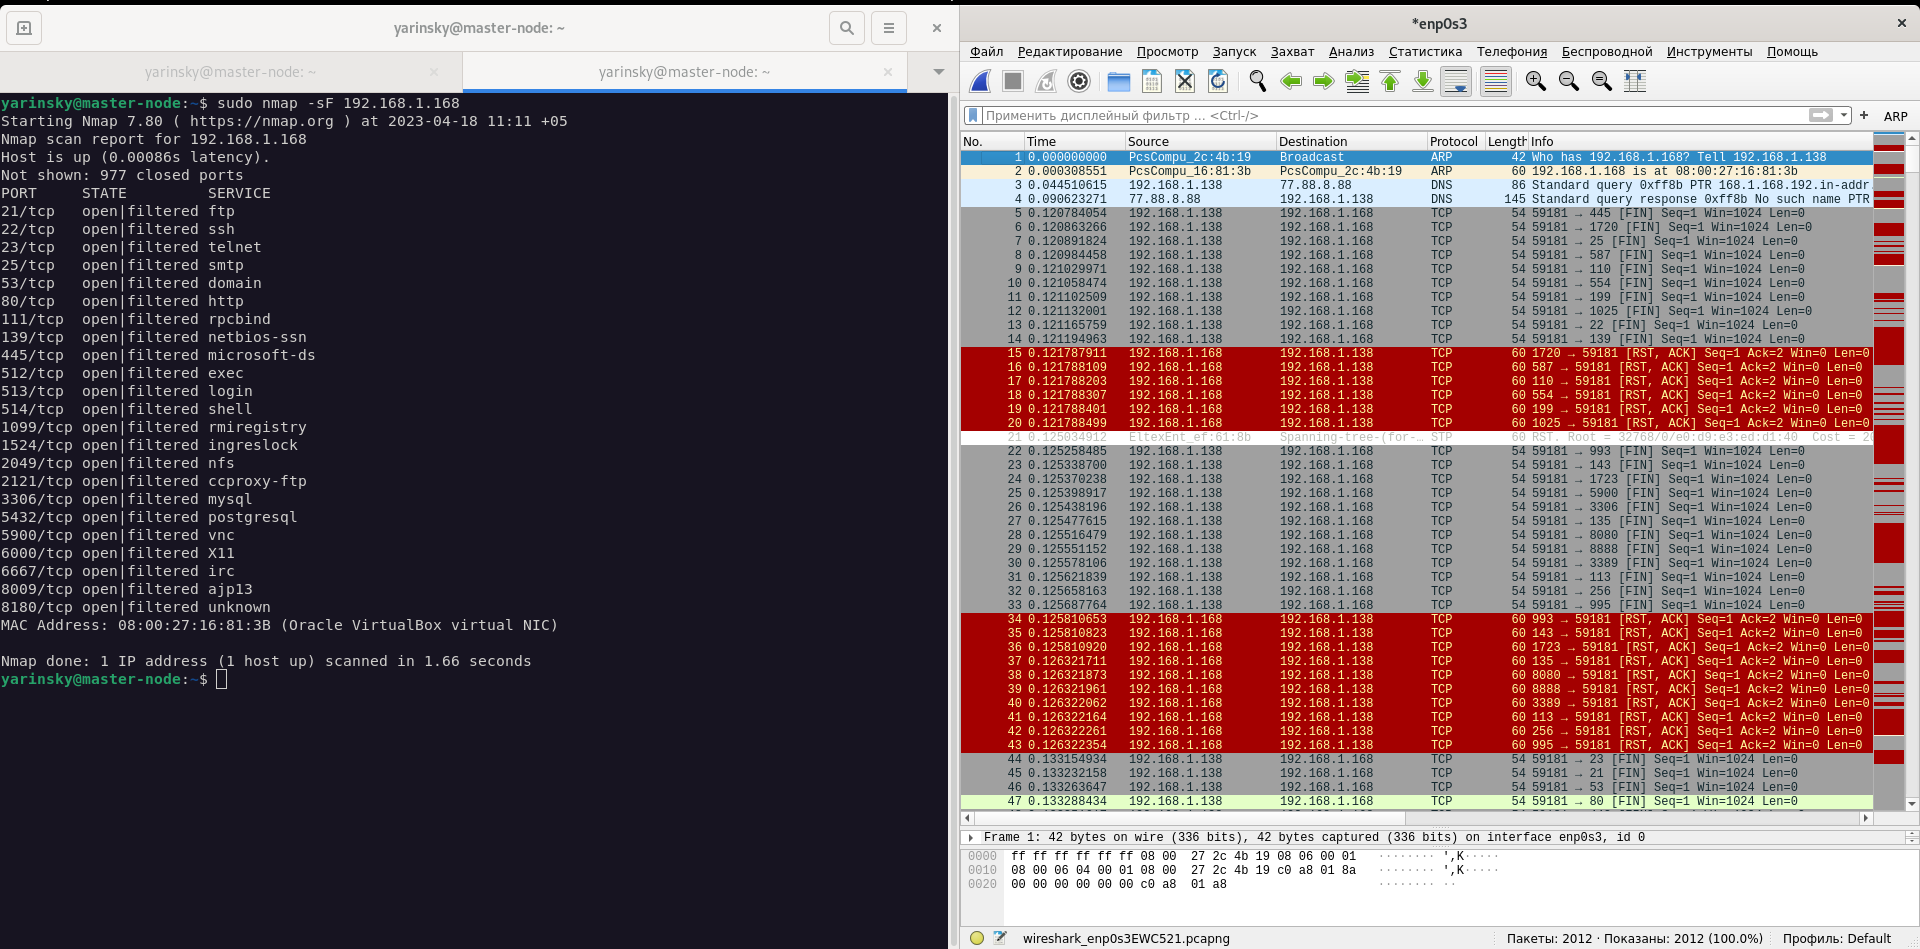 yarinsky@master-node: ~
yarinsky@master-node: ~
yarinsky@master-node: ~
yarinsky@master-node:~$ sudo nmap -sF 192.168.1.168
Starting Nmap 7.80 ( https://nmap.org ) at 2023-04-18 11:11 +05
Nmap scan report for 192.168.1.168
Host is up (0.00086s latency).
Not shown: 977 closed ports
PORT STATE SERVICE
21/tcp open|filtered ftp
22/tcp open|filtered ssh
23/tcp open|filtered telnet
25/tcp open|filtered smtp
53/tcp open|filtered domain
80/tcp open|filtered http
111/tcp open|filtered rpcbind
139/tcp open|filtered netbios-ssn
445/tcp open|filtered microsoft-ds
512/tcp open|filtered exec
513/tcp open|filtered login
514/tcp open|filtered shell
1099/tcp open|filtered rmiregistry
1524/tcp open|filtered ingreslock
2049/tcp open|filtered nfs
2121/tcp open|filtered ccproxy-ftp
3306/tcp open|filtered mysql
5432/tcp open|filtered postgresql
5900/tcp open|filtered vnc
6000/tcp open|filtered X11
6667/tcp open|filtered irc
8009/tcp open|filtered ajp13
8180/tcp open|filtered unknown
MAC Address: 08:00:27:16:81:3B (Oracle VirtualBox virtual NIC)
Nmap done: 1 IP address (1 host up) scanned in 1.66 seconds
yarinsky@master-node:~$
*enp0s3
Файл Редактирование Просмотр Запуск Захват Анализ Статистика Телефония Беспроводной Инструменты Помощь
Применить дисплейный фильтр ... <Ctrl-/> + ARP
No. Time Source Destination Protocol Length Info
1 0.000000000 PcsCompu_2c:4b:19 Broadcast ARP 42 Who has 192.168.1.168? Tell 192.168.1.138
2 0.000308551 PcsCompu_16:81:3b PcsCompu_2c:4b:19 ARP 60 192.168.1.168 is at 08:00:27:16:81:3b
3 0.044510615 192.168.1.138 77.88.8.88 DNS 86 Standard query 0xff8b PTR 168.1.168.192.in-addr.
4 0.090623271 77.88.8.88 192.168.1.138 DNS 145 Standard query response 0xff8b No such name PTR
5 0.120784054 192.168.1.138 192.168.1.168 TCP 54 59181 → 445 [FIN] Seq=1 Win=1024 Len=0
6 0.120863266 192.168.1.138 192.168.1.168 TCP 54 59181 → 1720 [FIN] Seq=1 Win=1024 Len=0
7 0.120891824 192.168.1.138 192.168.1.168 TCP 54 59181 → 25 [FIN] Seq=1 Win=1024 Len=0
8 0.120984458 192.168.1.138 192.168.1.168 TCP 54 59181 → 587 [FIN] Seq=1 Win=1024 Len=0
9 0.121029971 192.168.1.138 192.168.1.168 TCP 54 59181 → 110 [FIN] Seq=1 Win=1024 Len=0
10 0.121058474 192.168.1.138 192.168.1.168 TCP 54 59181 → 554 [FIN] Seq=1 Win=1024 Len=0
11 0.121102509 192.168.1.138 192.168.1.168 TCP 54 59181 → 199 [FIN] Seq=1 Win=1024 Len=0
12 0.121132001 192.168.1.138 192.168.1.168 TCP 54 59181 → 1025 [FIN] Seq=1 Win=1024 Len=0
13 0.121165759 192.168.1.138 192.168.1.168 TCP 54 59181 → 22 [FIN] Seq=1 Win=1024 Len=0
14 0.121194963 192.168.1.138 192.168.1.168 TCP 54 59181 → 139 [FIN] Seq=1 Win=1024 Len=0
15 0.121787911 192.168.1.168 192.168.1.138 TCP 60 1720 → 59181 [RST, ACK] Seq=1 Ack=2 Win=0 Len=0
16 0.121788109 192.168.1.168 192.168.1.138 TCP 60 587 → 59181 [RST, ACK] Seq=1 Ack=2 Win=0 Len=0
17 0.121788203 192.168.1.168 192.168.1.138 TCP 60 110 → 59181 [RST, ACK] Seq=1 Ack=2 Win=0 Len=0
18 0.121788307 192.168.1.168 192.168.1.138 TCP 60 554 → 59181 [RST, ACK] Seq=1 Ack=2 Win=0 Len=0
19 0.121788401 192.168.1.168 192.168.1.138 TCP 60 199 → 59181 [RST, ACK] Seq=1 Ack=2 Win=0 Len=0
20 0.121788499 192.168.1.168 192.168.1.138 TCP 60 1025 → 59181 [RST, ACK] Seq=1 Ack=2 Win=0 Len=0
21 0.125034912 EltexEnt_ef:61:8b Spanning-tree-(for-… STP 60 RST. Root = 32768/0/e0:d9:e3:ed:d1:40 Cost = 20
22 0.125258485 192.168.1.138 192.168.1.168 TCP 54 59181 → 993 [FIN] Seq=1 Win=1024 Len=0
23 0.125338700 192.168.1.138 192.168.1.168 TCP 54 59181 → 143 [FIN] Seq=1 Win=1024 Len=0
24 0.125370238 192.168.1.138 192.168.1.168 TCP 54 59181 → 1723 [FIN] Seq=1 Win=1024 Len=0
25 0.125398917 192.168.1.138 192.168.1.168 TCP 54 59181 → 5900 [FIN] Seq=1 Win=1024 Len=0
26 0.125438196 192.168.1.138 192.168.1.168 TCP 54 59181 → 3306 [FIN] Seq=1 Win=1024 Len=0
27 0.125477615 192.168.1.138 192.168.1.168 TCP 54 59181 → 135 [FIN] Seq=1 Win=1024 Len=0
28 0.125516479 192.168.1.138 192.168.1.168 TCP 54 59181 → 8080 [FIN] Seq=1 Win=1024 Len=0
29 0.125551152 192.168.1.138 192.168.1.168 TCP 54 59181 → 8888 [FIN] Seq=1 Win=1024 Len=0
30 0.125578106 192.168.1.138 192.168.1.168 TCP 54 59181 → 3389 [FIN] Seq=1 Win=1024 Len=0
31 0.125621839 192.168.1.138 192.168.1.168 TCP 54 59181 → 113 [FIN] Seq=1 Win=1024 Len=0
32 0.125658163 192.168.1.138 192.168.1.168 TCP 54 59181 → 256 [FIN] Seq=1 Win=1024 Len=0
33 0.125687764 192.168.1.138 192.168.1.168 TCP 54 59181 → 995 [FIN] Seq=1 Win=1024 Len=0
34 0.125810653 192.168.1.168 192.168.1.138 TCP 60 993 → 59181 [RST, ACK] Seq=1 Ack=2 Win=0 Len=0
35 0.125810823 192.168.1.168 192.168.1.138 TCP 60 143 → 59181 [RST, ACK] Seq=1 Ack=2 Win=0 Len=0
36 0.125810920 192.168.1.168 192.168.1.138 TCP 60 1723 → 59181 [RST, ACK] Seq=1 Ack=2 Win=0 Len=0
37 0.126321711 192.168.1.168 192.168.1.138 TCP 60 135 → 59181 [RST, ACK] Seq=1 Ack=2 Win=0 Len=0
38 0.126321873 192.168.1.168 192.168.1.138 TCP 60 8080 → 59181 [RST, ACK] Seq=1 Ack=2 Win=0 Len=0
39 0.126321961 192.168.1.168 192.168.1.138 TCP 60 8888 → 59181 [RST, ACK] Seq=1 Ack=2 Win=0 Len=0
40 0.126322062 192.168.1.168 192.168.1.138 TCP 60 3389 → 59181 [RST, ACK] Seq=1 Ack=2 Win=0 Len=0
41 0.126322164 192.168.1.168 192.168.1.138 TCP 60 113 → 59181 [RST, ACK] Seq=1 Ack=2 Win=0 Len=0
42 0.126322261 192.168.1.168 192.168.1.138 TCP 60 256 → 59181 [RST, ACK] Seq=1 Ack=2 Win=0 Len=0
43 0.126322354 192.168.1.168 192.168.1.138 TCP 60 995 → 59181 [RST, ACK] Seq=1 Ack=2 Win=0 Len=0
44 0.133154934 192.168.1.138 192.168.1.168 TCP 54 59181 → 23 [FIN] Seq=1 Win=1024 Len=0
45 0.133232158 192.168.1.138 192.168.1.168 TCP 54 59181 → 21 [FIN] Seq=1 Win=1024 Len=0
46 0.133263647 192.168.1.138 192.168.1.168 TCP 54 59181 → 53 [FIN] Seq=1 Win=1024 Len=0
47 0.133288434 192.168.1.138 192.168.1.168 TCP 54 59181 → 80 [FIN] Seq=1 Win=1024 Len=0
Frame 1: 42 bytes on wire (336 bits), 42 bytes captured (336 bits) on interface enp0s3, id 0
0000 ff ff ff ff ff ff 08 00 27 2c 4b 19 08 06 00 01 ········ ',K·····
0010 08 00 06 04 00 01 08 00 27 2c 4b 19 c0 a8 01 8a ········ ',K·····
0020 00 00 00 00 00 00 c0 a8 01 a8 ········ ··
wireshark_enp0s3EWC521.pcapng Пакеты: 2012 · Показаны: 2012 (100.0%) Профиль: Default